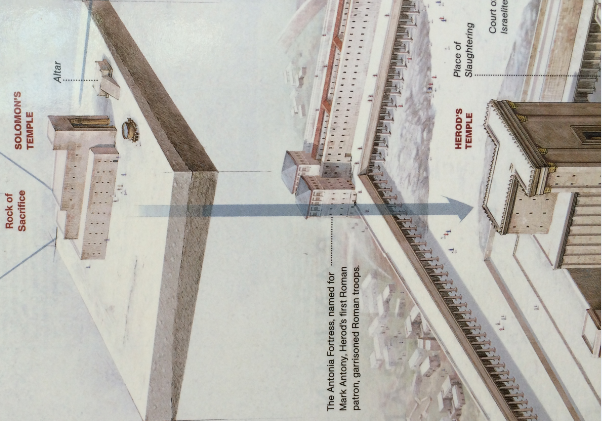 Rock of
Sacrifice
SOLOMON'S
TEMPLE
Altar
The Antonia Fortress, named for
Mark Antony, Herod's first Roman
patron, garrisoned Roman troops.
HEROD'S
TEMPLE
Place of
Slaughtering
Court of
Israelite